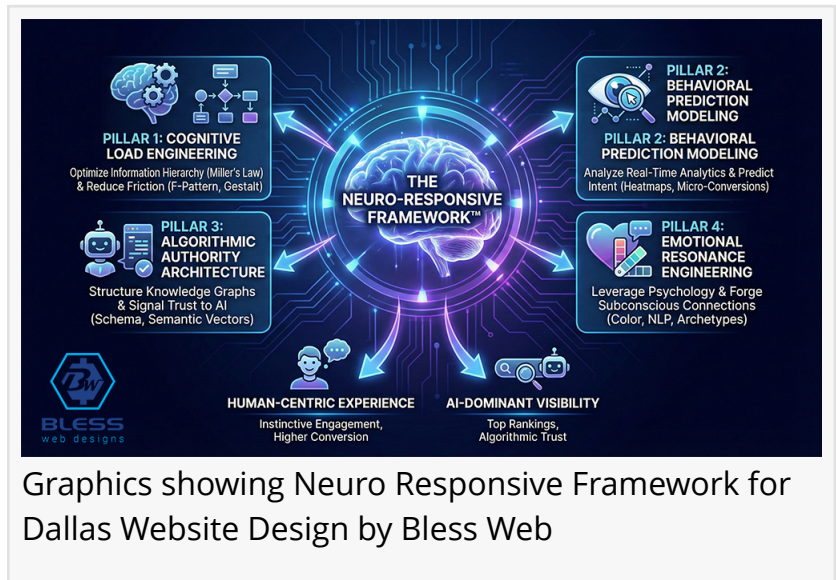 PILLAR 1: COGNITIVE
LOAD ENGINEERING
Optimize Information Hierarchy (Miller's Law)
& Reduce Friction (F-Pattern, Gestalt)
PILLAR 2:
BEHAVIORAL
PREDICTION
MODELING
PILLAR 2: BEHAVIORAL
PREDICTION MODELING
Analyze Real-Time Analytics & Predict
Intent (Heatmaps, Micro-Conversions)
THE
NEURO-RESPONSIVE
FRAMEWORK™
PILLAR 3:
ALGORITHMIC
AUTHORITY
ARCHITECTURE
Structure Knowledge Graphs
& Signal Trust to AI
(Schema, Semantic Vectors)
PILLAR 4:
EMOTIONAL
RESONANCE
ENGINEERING
Leverage Psychology & Forge
Subconscious Connections
(Color, NLP, Archetypes)
HUMAN-CENTRIC EXPERIENCE
Instinctive Engagement,
Higher Conversion
AI-DOMINANT VISIBILITY
Top Rankings,
Algorithmic Trust
BW
BLESS
web designs
Graphics showing Neuro Responsive Framework for
Dallas Website Design by Bless Web